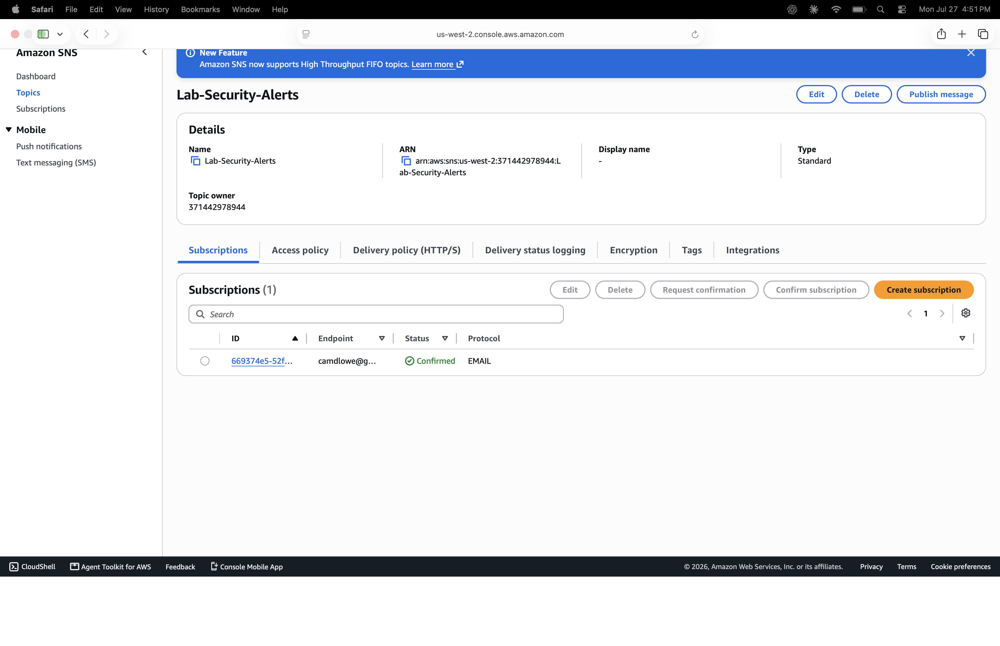 Safari File Edit View History Bookmarks Window Help Mon Jul 27 4:51 PM
us-west-2.console.aws.amazon.com
Amazon SNS
Dashboard
Topics
Subscriptions
Mobile
Push notifications
Text messaging (SMS)
New Feature
Amazon SNS now supports High Throughput FIFO topics. Learn more
Lab-Security-Alerts
Edit Delete Publish message
Details
Name
Lab-Security-Alerts
ARN
arn:aws:sns:us-west-2:371442978944:L
ab-Security-Alerts
Display name
-
Type
Standard
Topic owner
371442978944
Subscriptions Access policy Delivery policy (HTTP/S) Delivery status logging Encryption Tags Integrations
Subscriptions (1)
Edit Delete Request confirmation Confirm subscription Create subscription
Search
1
ID Endpoint Status Protocol
669374e5-52f... camdlowe@g... Confirmed EMAIL
CloudShell Agent Toolkit for AWS Feedback Console Mobile App © 2026, Amazon Web Services, Inc. or its affiliates. Privacy Terms Cookie preferences